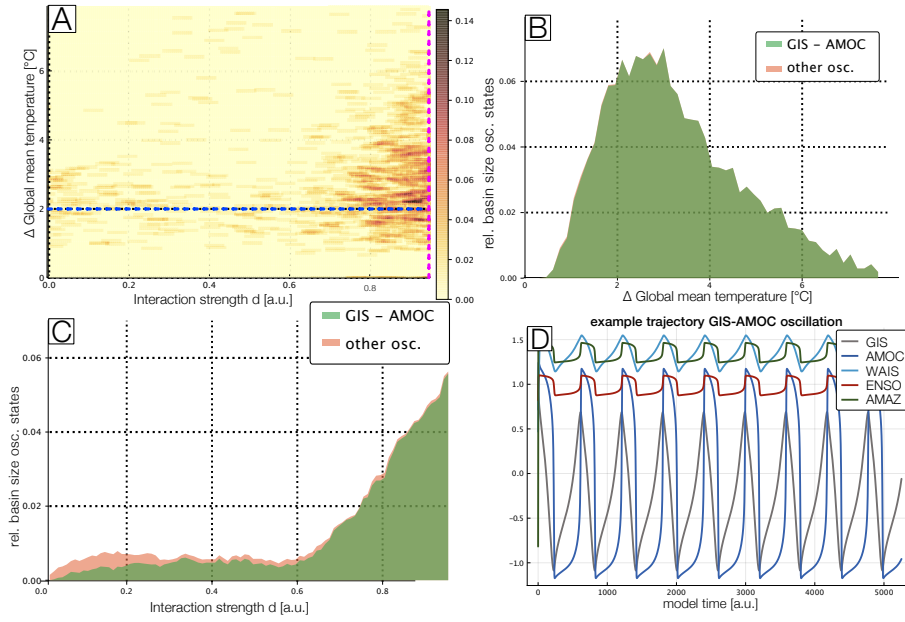 A
Δ Global mean temperature [°C]
6
4
2
0
0.0
0.2
0.4
0.6
0.8
Interaction strength d [a.u.]
0.14
0.12
0.10
0.08
0.06
0.04
0.02
0.00
B
GIS – AMOC
other osc.
rel. basin size osc. states
0.06
0.04
0.02
0.00
0
2
4
6
Δ Global mean temperature [°C]
C
GIS – AMOC
other osc.
rel. basin size osc. states
0.06
0.04
0.02
0.00
0.0
0.2
0.4
0.6
0.8
Interaction strength d [a.u.]
example trajectory GIS-AMOC oscillation
D
GIS
AMOC
WAIS
ENSO
AMAZ
1.5
1.0
0.5
0.0
−0.5
−1.0
0
1000
2000
3000
4000
5000
model time [a.u.]